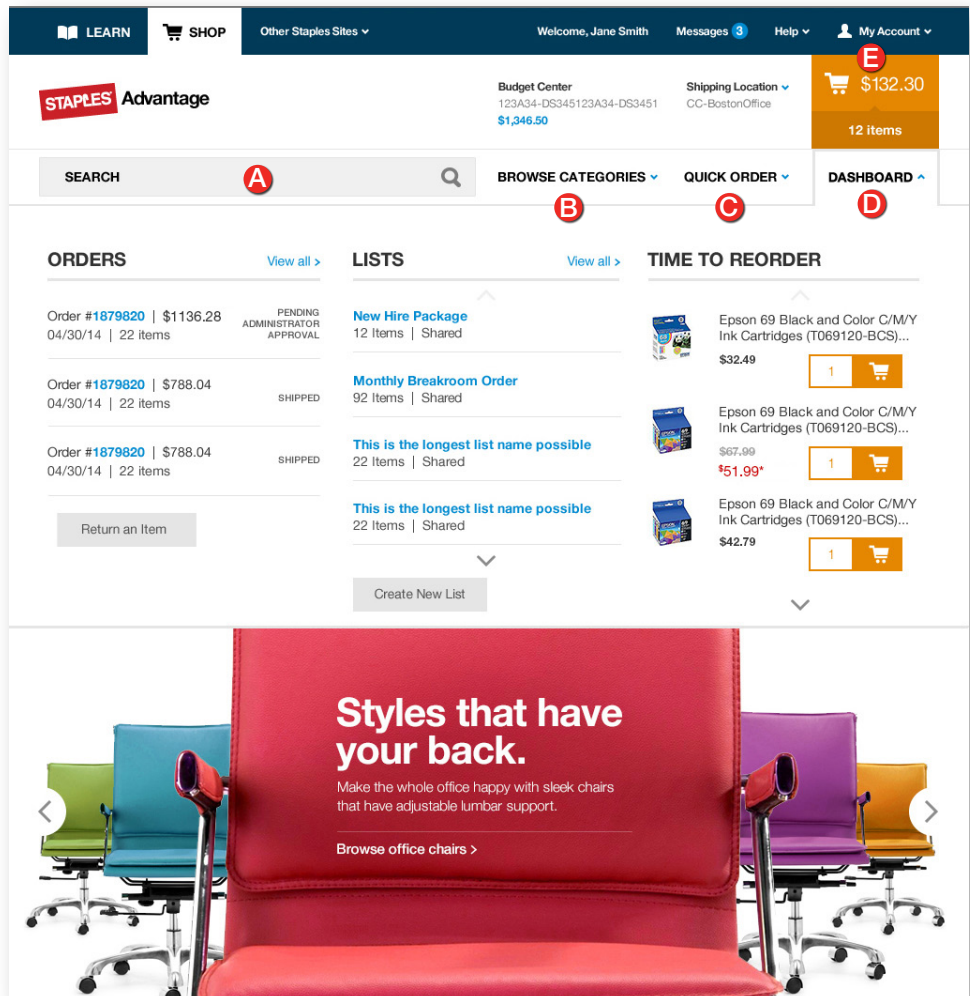 LEARN
SHOP
Other Staples Sites
Welcome, Jane Smith
Messages 3
Help
My Account
E
STAPLES Advantage
Budget Center
123A34-DS345123A34-DS3451
$1,346.50
Shipping Location
CC-BostonOffice
$132.30
12 items
SEARCH
A
BROWSE CATEGORIES
B
QUICK ORDER
C
DASHBOARD
D
ORDERS
View all >
Order #1879820 | $1136.28
04/30/14 | 22 items
PENDING
ADMINISTRATOR
APPROVAL
Order #1879820 | $788.04
04/30/14 | 22 items
SHIPPED
Order #1879820 | $788.04
04/30/14 | 22 items
SHIPPED
Return an Item
LISTS
View all >
New Hire Package
12 Items | Shared
Monthly Breakroom Order
92 Items | Shared
This is the longest list name possible
22 Items | Shared
This is the longest list name possible
22 Items | Shared
Create New List
TIME TO REORDER
Epson 69 Black and Color C/M/Y
Ink Cartridges (T069120-BCS)...
$32.49
1
Epson 69 Black and Color C/M/Y
Ink Cartridges (T069120-BCS)...
$67.99
$51.99*
1
Epson 69 Black and Color C/M/Y
Ink Cartridges (T069120-BCS)...
$42.79
1
Styles that have
your back.
Make the whole office happy with sleek chairs
that have adjustable lumbar support.
Browse office chairs >